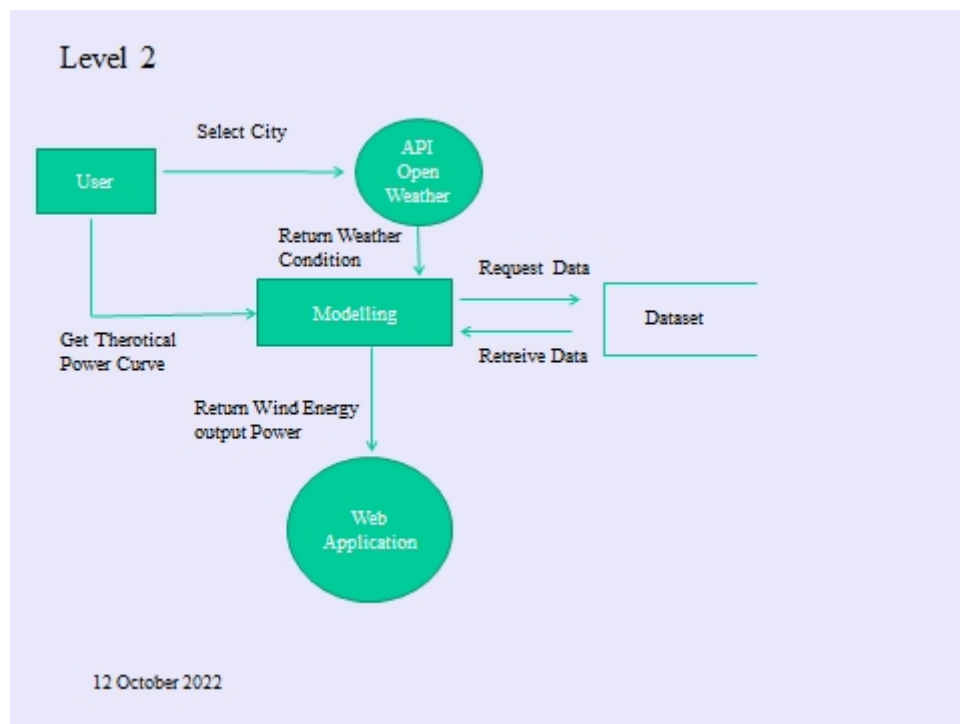 Level 2
Select City
API
Open
Weather
User
Return Weather
Condition
Request Data
Modelling
Dataset
Get Therotical
Power Curve
Retreive Data
Return Wind Energy
output Power
Web
Application
12 October 2022